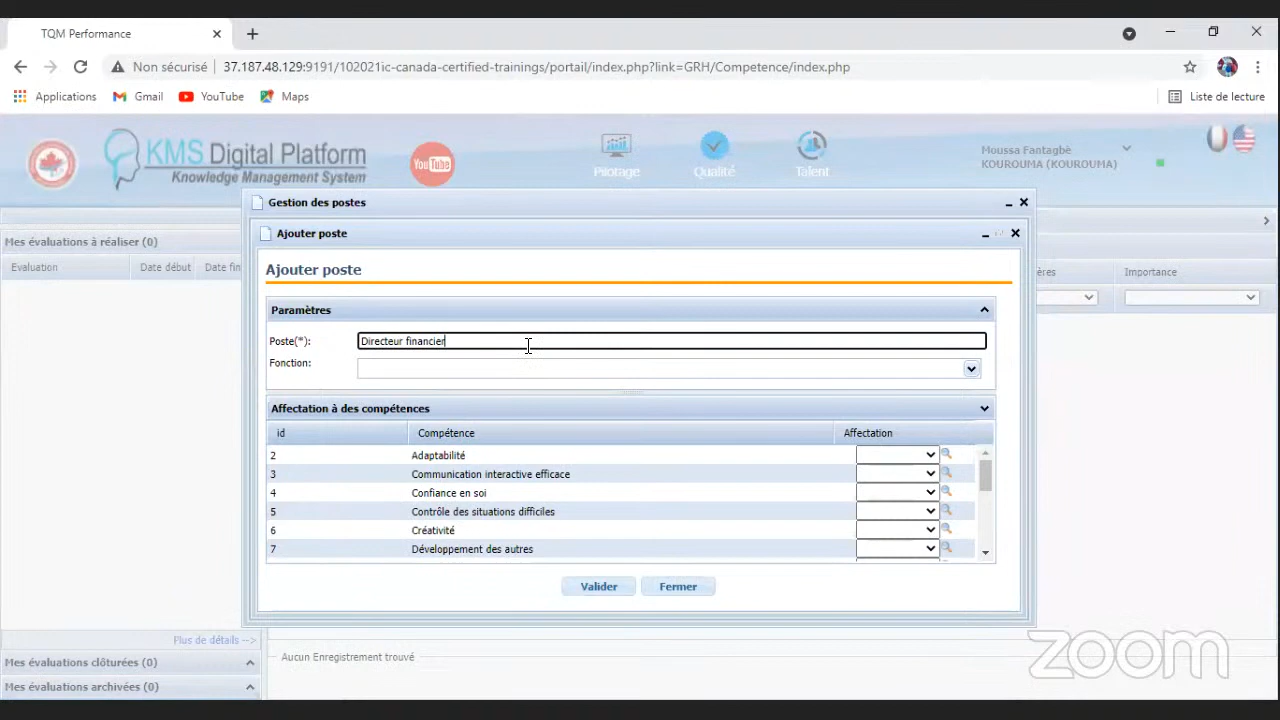 TQM Performance
Non sécurisé 37.187.48.129:9191/102021ic-canada-certified-trainings/portail/index.php?link=GRH/Competence/index.php
Applications Gmail YouTube Maps Liste de lecture
KMS Digital Platform
Knowledge Management System
You Tube
Pilotage Qualité Talent
Moussa Fantagbè
KOUROUMA (KOUROUMA)
Gestion des postes
Mes évaluations à réaliser (0)
Ajouter poste
Evaluation Date début Date fin ères Importance
Ajouter poste
Paramètres
Poste(*): Directeur financier
Fonction:
Affectation à des compétences
id Compétence Affectation
2 Adaptabilité
3 Communication interactive efficace
4 Confiance en soi
5 Contrôle des situations difficiles
6 Créativité
7 Développement des autres
Valider Fermer
Plus de détails -->
Mes évaluations clôturées (0)
Aucun Enregistrement trouvé
Mes évaluations archivées (0)
zoom